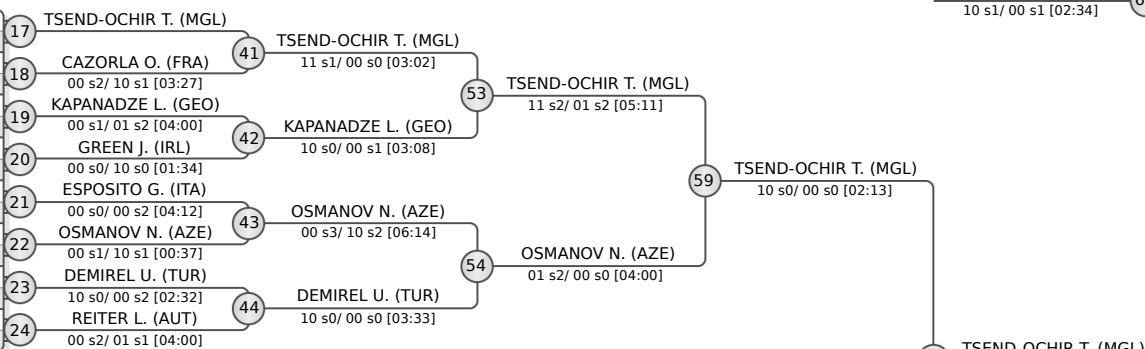 10 s1/ 00 s1 [02:34]
17
TSEND-OCHIR T. (MGL)
41
TSEND-OCHIR T. (MGL)
11 s1/ 00 s0 [03:02]
18
CAZORLA O. (FRA)
00 s2/ 10 s1 [03:27]
53
TSEND-OCHIR T. (MGL)
11 s2/ 01 s2 [05:11]
19
KAPANADZE L. (GEO)
00 s1/ 01 s2 [04:00]
42
KAPANADZE L. (GEO)
10 s0/ 00 s1 [03:08]
20
GREEN J. (IRL)
00 s0/ 10 s0 [01:34]
59
TSEND-OCHIR T. (MGL)
10 s0/ 00 s0 [02:13]
21
ESPOSITO G. (ITA)
00 s0/ 00 s2 [04:12]
43
OSMANOV N. (AZE)
00 s3/ 10 s2 [06:14]
22
OSMANOV N. (AZE)
00 s1/ 10 s1 [00:37]
54
OSMANOV N. (AZE)
01 s2/ 00 s0 [04:00]
23
DEMIREL U. (TUR)
10 s0/ 00 s2 [02:32]
44
DEMIREL U. (TUR)
10 s0/ 00 s0 [03:33]
24
REITER L. (AUT)
00 s2/ 01 s1 [04:00]
TSEND-OCHIR T. (MGL)